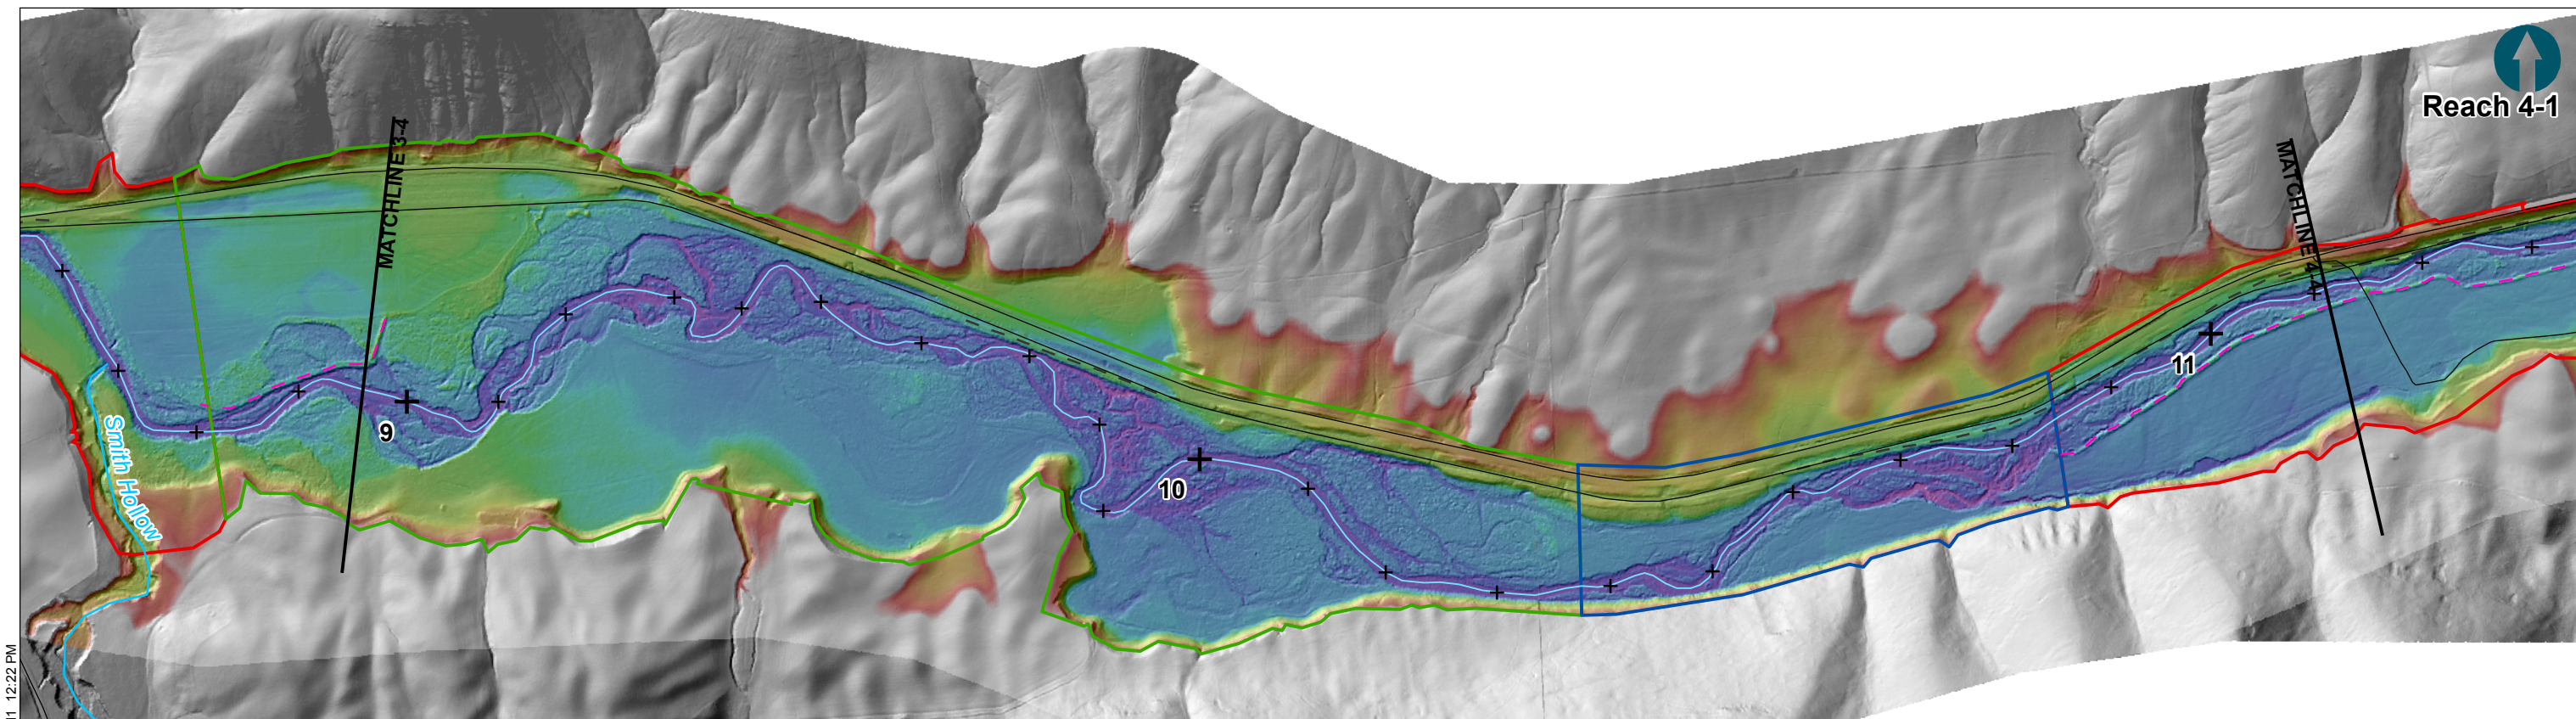 Reach 4-1
MATCHLINE 3-4
MATCHLINE 4-4
Smith Hollow
9
10
11
12:22 PM